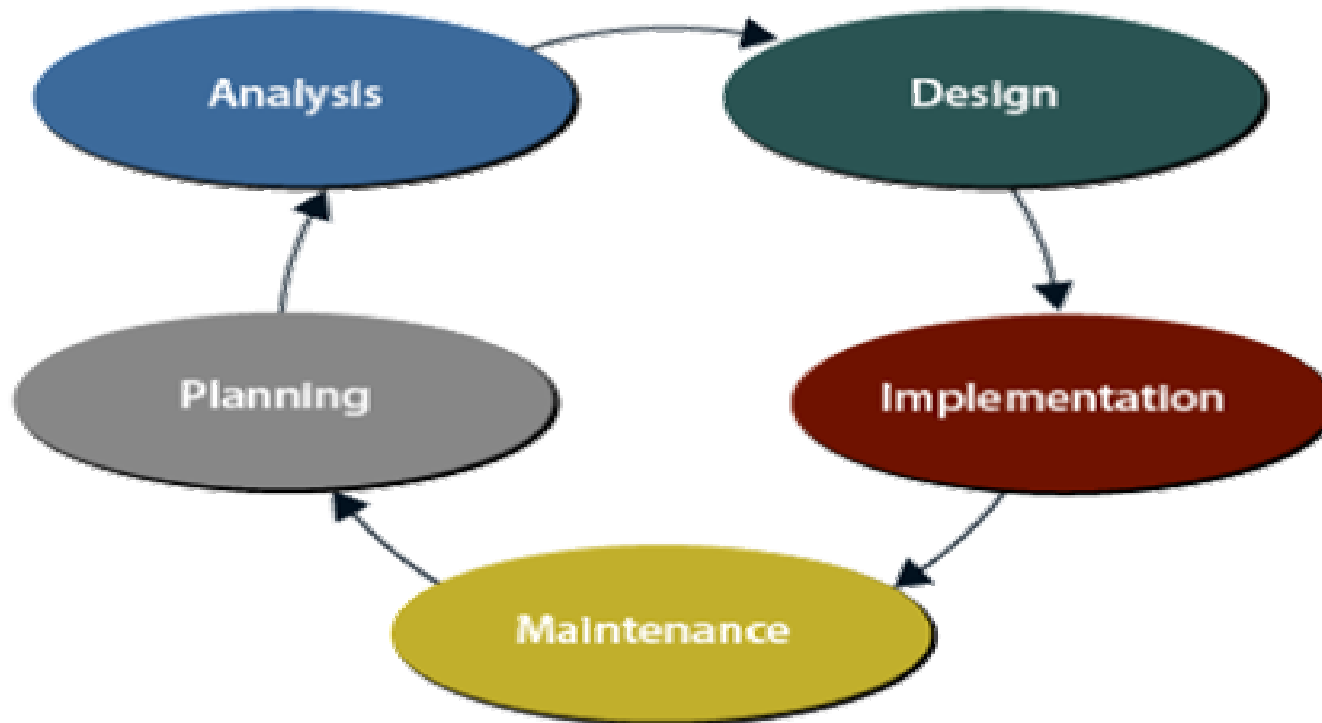 Analysis
Design
Planning
Implementation
Maintenance